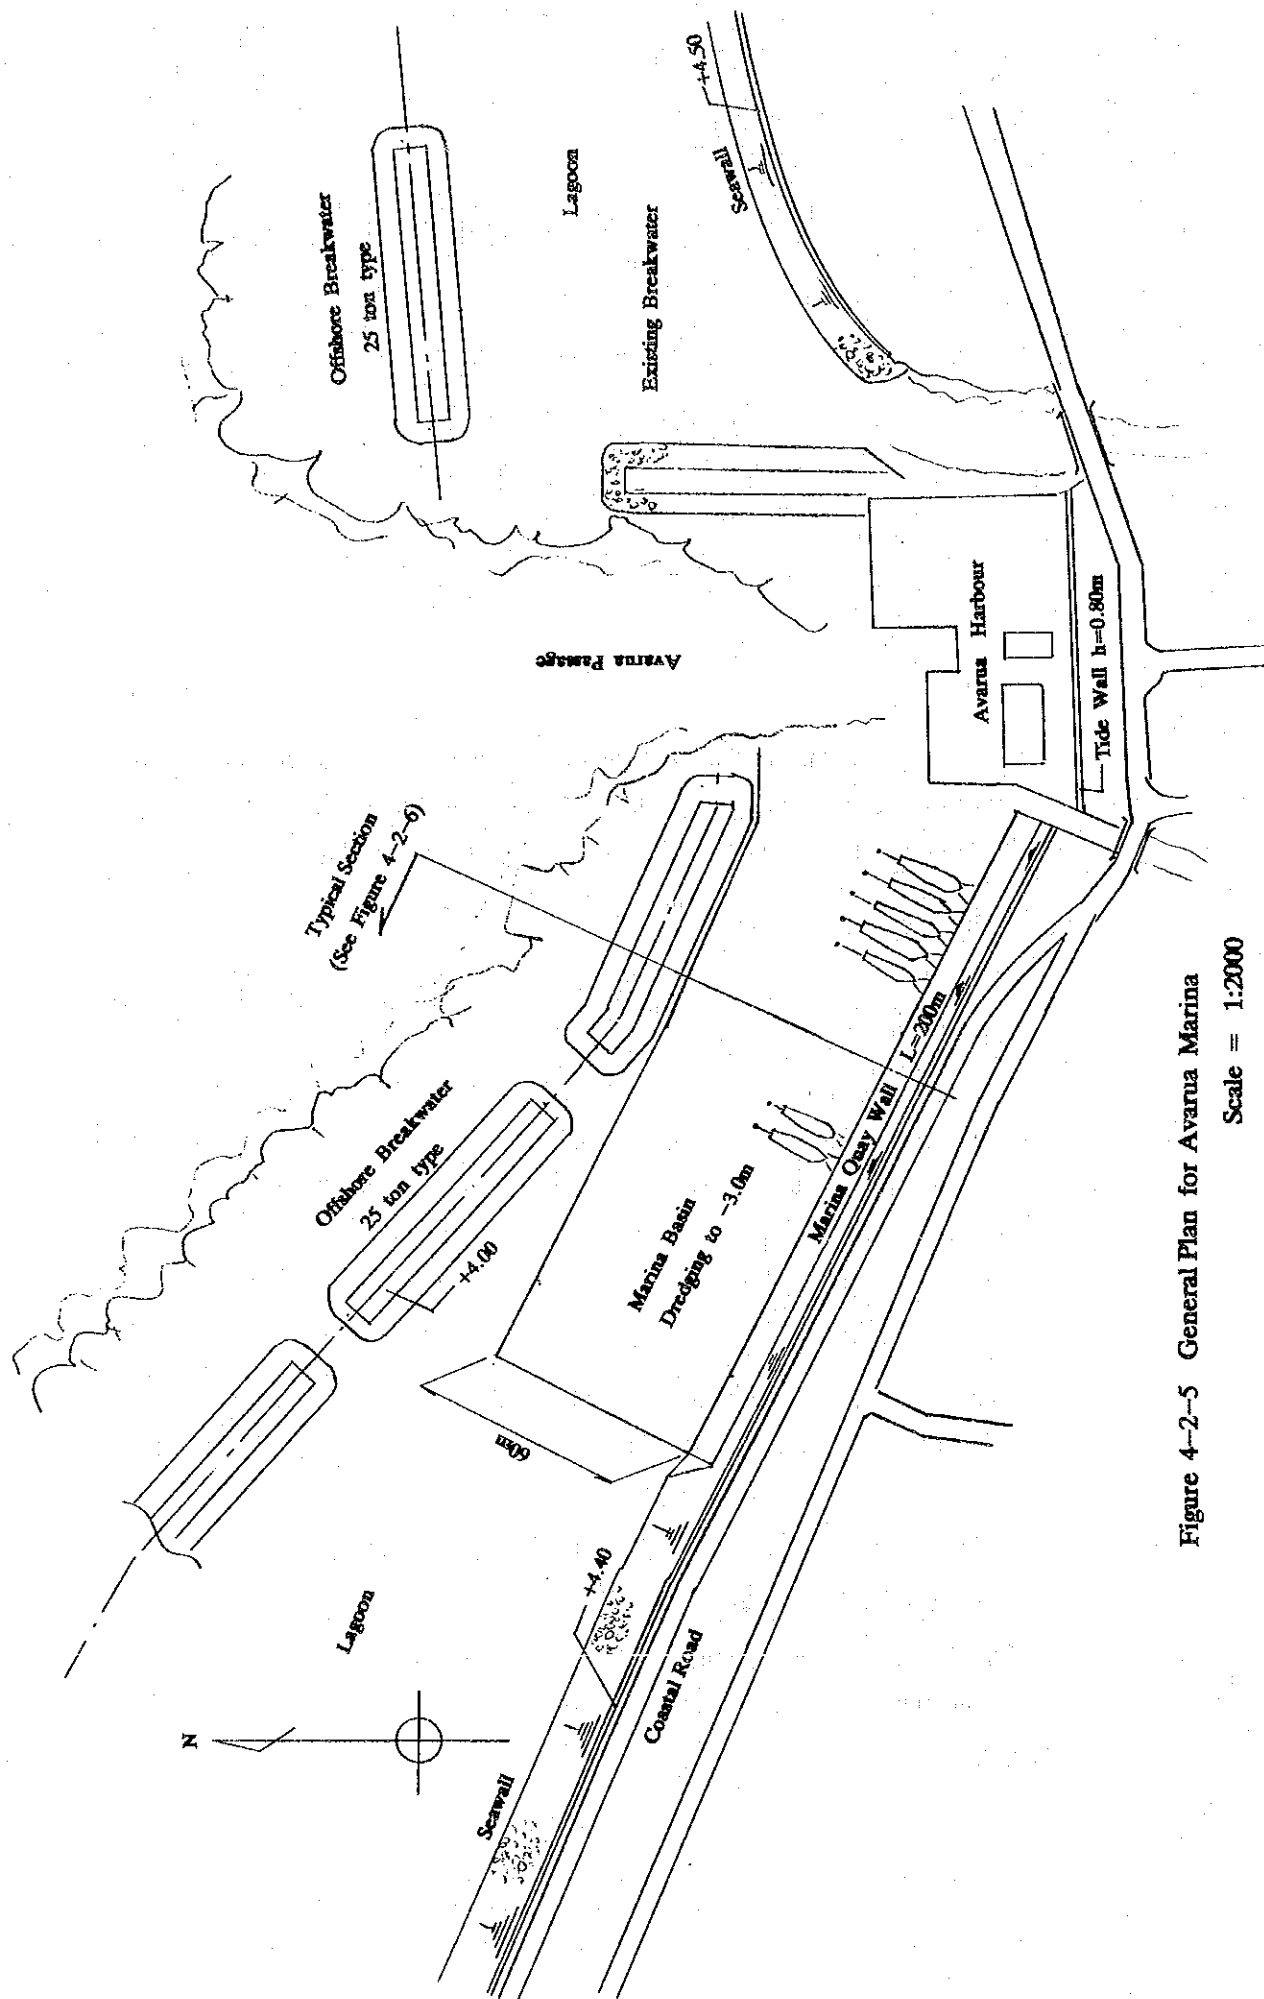 N
Lagoon
Seawall
+4.40
Coastal Road
60m
Offshore Breakwater
25 ton type
+4.00
Typical Section
(See Figure 4-2-6)
Marina Basin
Dredging to -3.0m
Marina Quay Wall L=200m
Avarua Passage
Avarua Harbour
Tide Wall h=0.80m
Offshore Breakwater
25 ton type
Lagoon
Existing Breakwater
Seawall
+4.50
Figure 4-2-5 General Plan for Avarua Marina
Scale = 1:2000